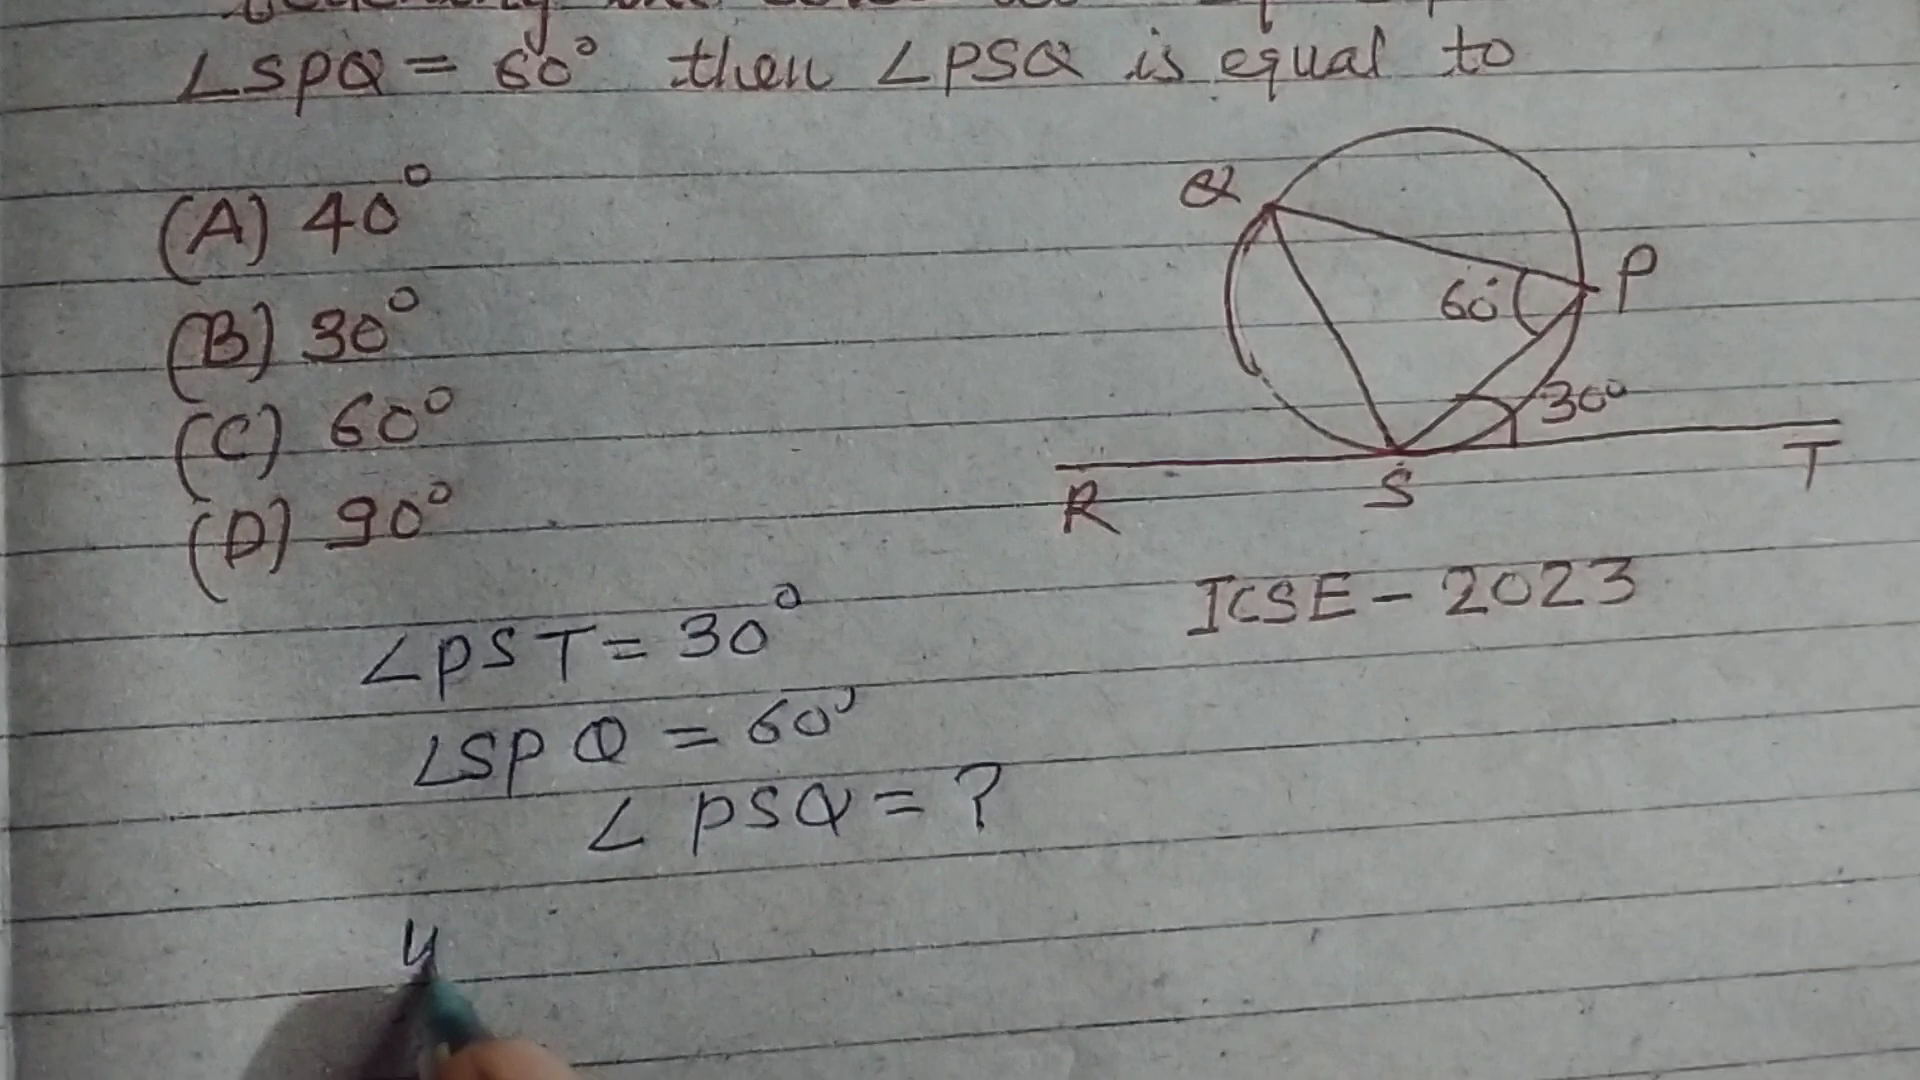 ∠SPQ = 60° then ∠PSQ is equal to
(A) 40°
(B) 30°
(C) 60°
(D) 90°
Q
P
60°
30°
R
S
T
ICSE - 2023
∠PST = 30°
∠SPQ = 60°
∠PSQ = ?